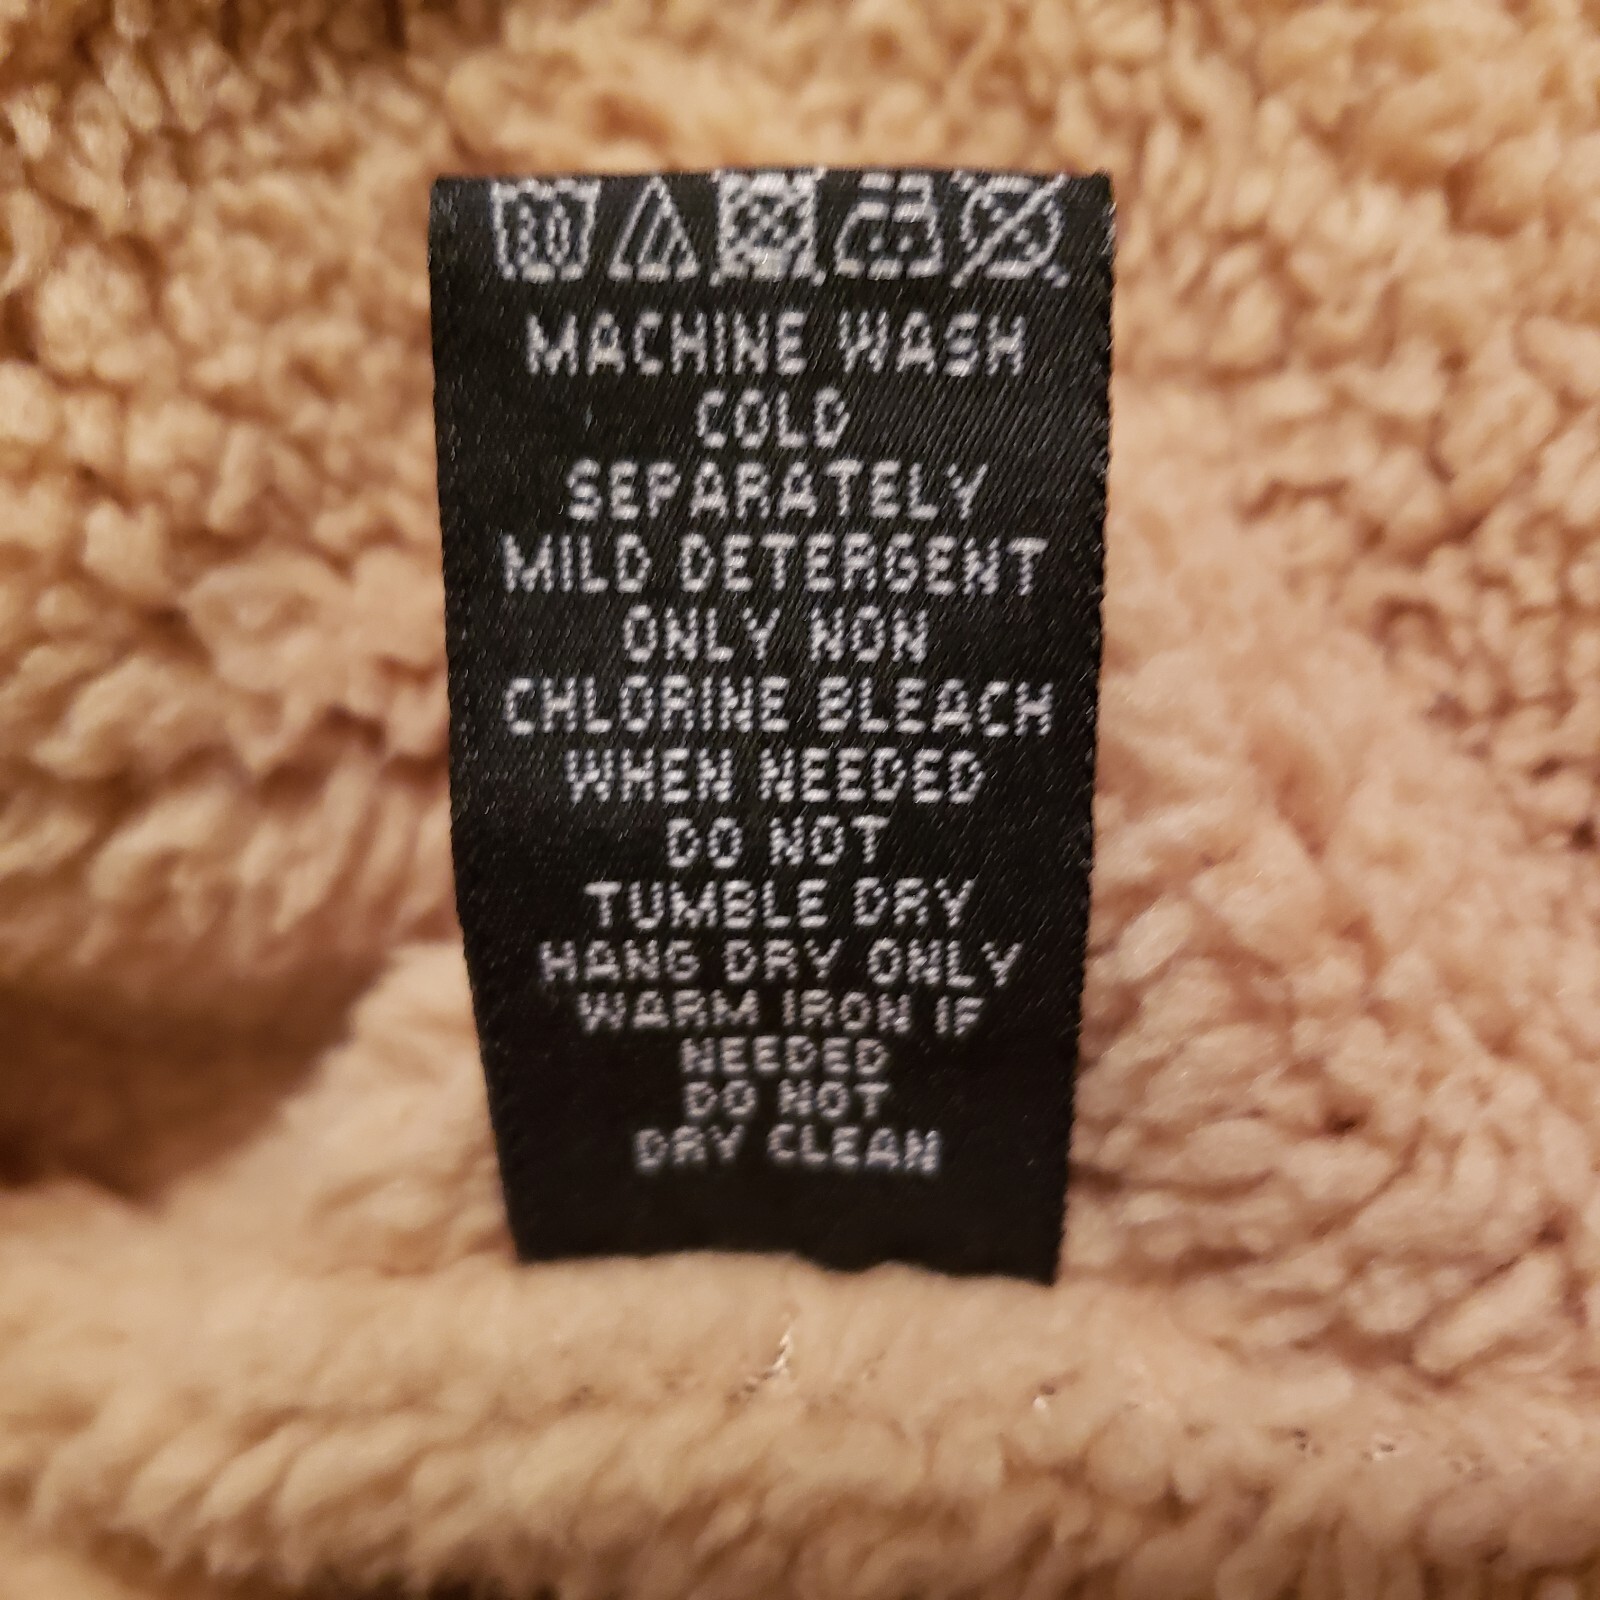 30
MACHINE WASH
COLD
SEPARATELY
MILD DETERGENT
ONLY NON
CHLORINE BLEACH
WHEN NEEDED
DO NOT
TUMBLE DRY
HANG DRY ONLY
WARM IRON IF
NEEDED
DO NOT
DRY CLEAN